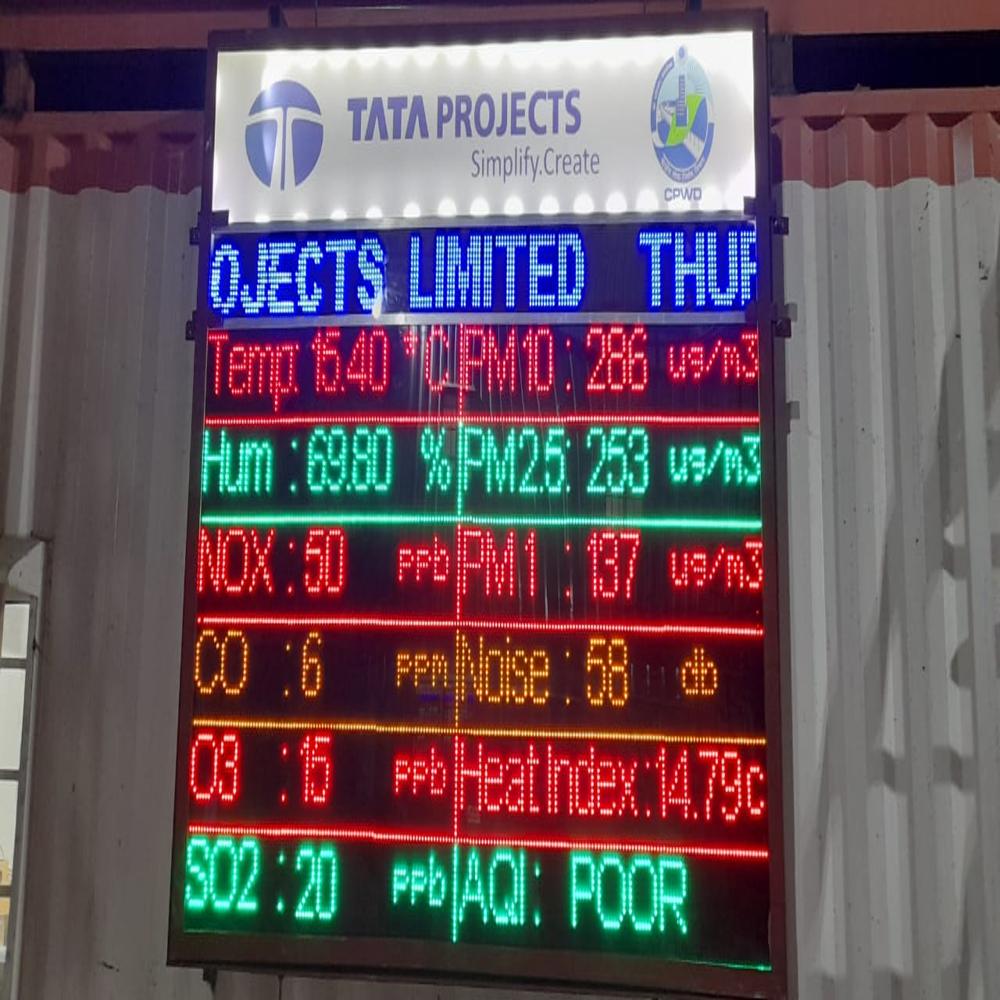 TATA PROJECTS
Simplify.Create
CPWD
OJECTS LIMITED THUR
Temp: 15.40 °C PM10 : 286 ug/m3
Hum : 69.80 % PM2.5: 253 ug/m3
NOX : 50 ppb PM1 : 137 ug/m3
CO : 6 ppm Noise : 58 db
O3 : 15 ppb HeatIndex:14.79c
SO2 : 20 ppb AQI: POOR